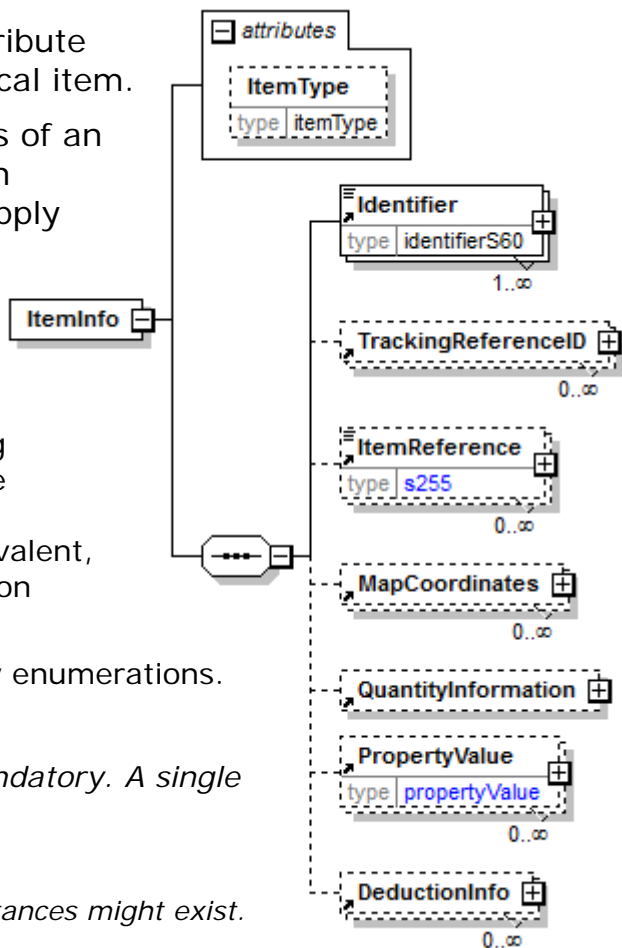 ribute
cal item.
s of an
n
pply
g
e
valent,
on
enumerations.
ndatory. A single
tances might exist.
attributes
ItemType
type itemType
ItemInfo
Identifier
type identifierS60
1..∞
TrackingReferenceID
0..∞
ItemReference
type s255
0..∞
MapCoordinates
0..∞
QuantityInformation
PropertyValue
type propertyValue
0..∞
DeductionInfo
0..∞